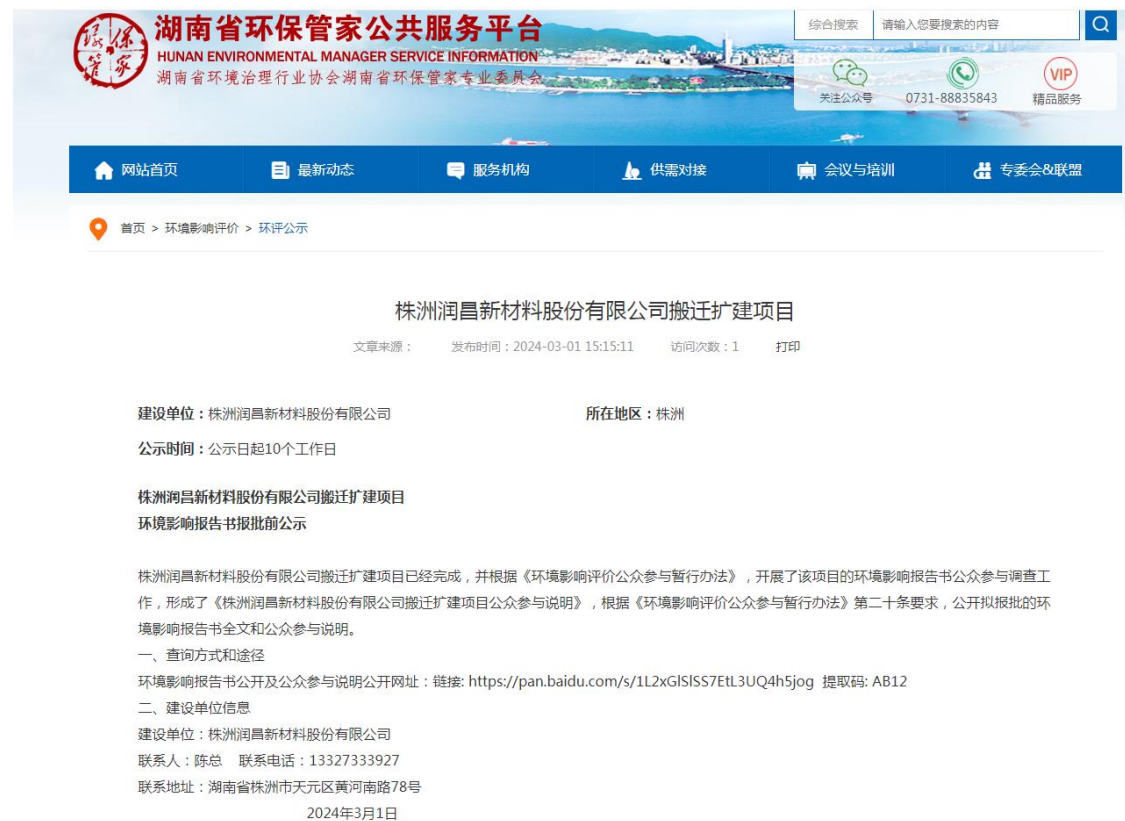 环保管家
湖南省环保管家公共服务平台
HUNAN ENVIRONMENTAL MANAGER SERVICE INFORMATION
湖南省环境治理行业协会湖南省环保管家专业委员会
综合搜索 请输入您要搜索的内容
VIP
关注公众号 0731-88835843 精品服务
网站首页 最新动态 服务机构 供需对接 会议与培训 专委会&联盟
首页 > 环境影响评价 > 环评公示
株洲润昌新材料股份有限公司搬迁扩建项目
文章来源： 发布时间：2024-03-01 15:15:11 访问次数：1 打印
建设单位：株洲润昌新材料股份有限公司 所在地区：株洲
公示时间：公示日起10个工作日
株洲润昌新材料股份有限公司搬迁扩建项目
环境影响报告书报批前公示
株洲润昌新材料股份有限公司搬迁扩建项目已经完成，并根据《环境影响评价公众参与暂行办法》，开展了该项目的环境影响报告书公众参与调查工
作，形成了《株洲润昌新材料股份有限公司搬迁扩建项目公众参与说明》，根据《环境影响评价公众参与暂行办法》第二十条要求，公开拟报批的环
境影响报告书全文和公众参与说明。
一、查询方式和途径
环境影响报告书公开及公众参与说明公开网址：链接: https://pan.baidu.com/s/1L2xGlSlSS7EtL3UQ4h5jog 提取码: AB12
二、建设单位信息
建设单位：株洲润昌新材料股份有限公司
联系人：陈总 联系电话：13327333927
联系地址：湖南省株洲市天元区黄河南路78号
2024年3月1日